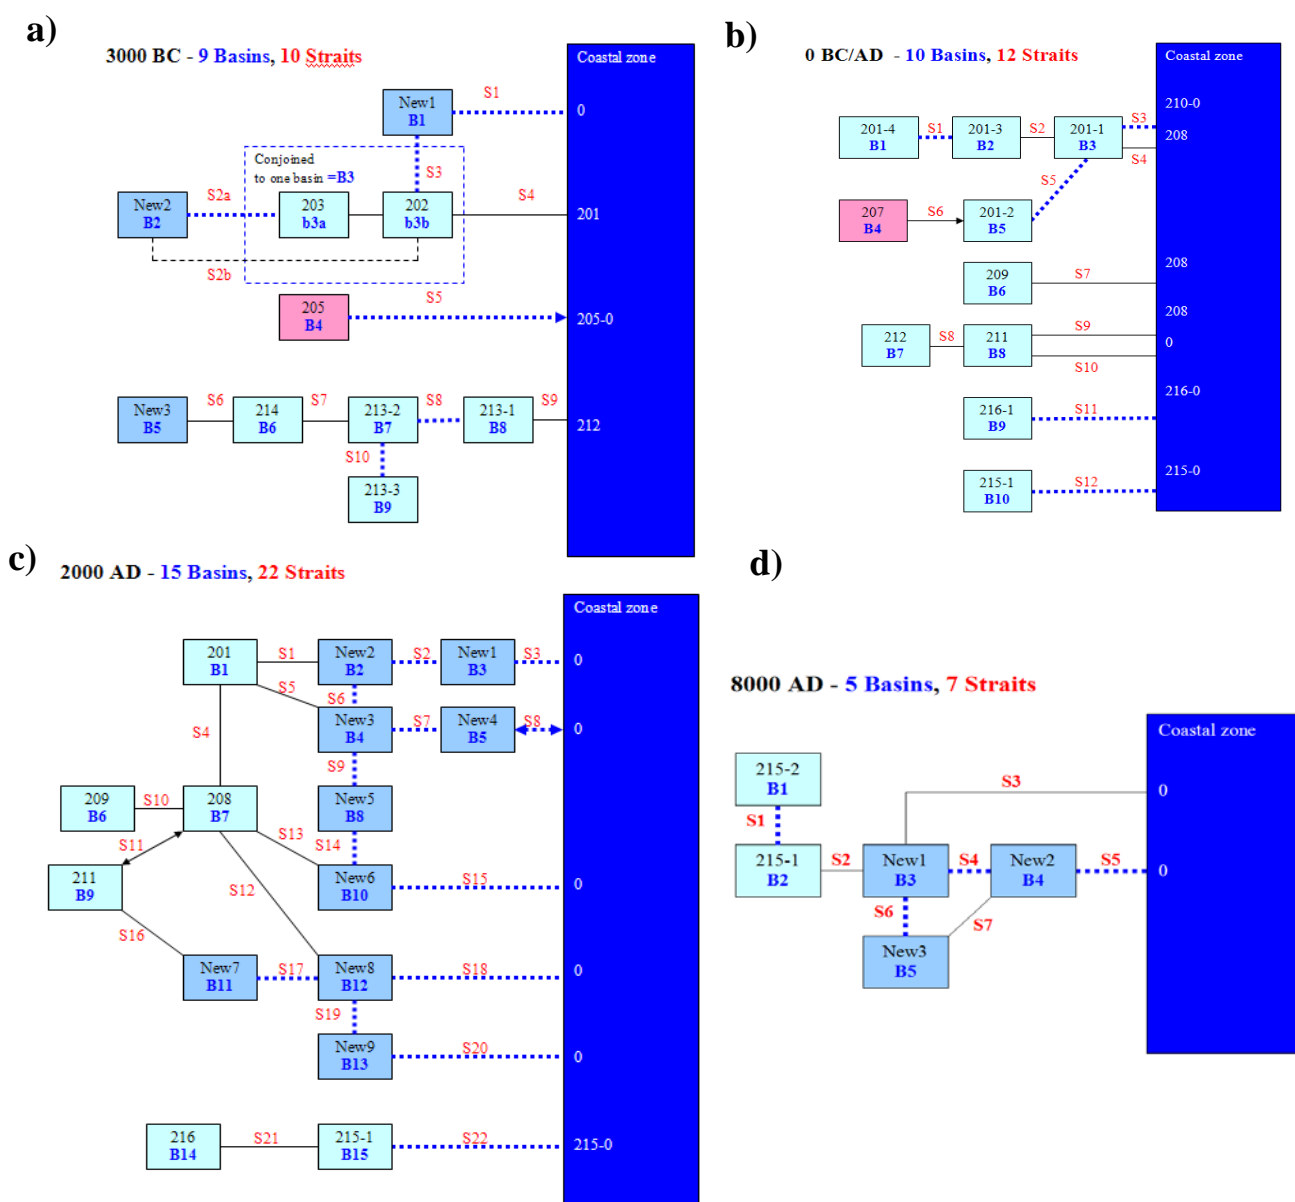 a)
3000 BC - 9 Basins, 10 Straits
Coastal zone
S1
New1
B1
0
Conjoined
to one basin =B3
S3
S2a
S4
New2
B2
203
b3a
202
b3b
201
S2b
S5
205
B4
205-0
S6
S7
S8
S9
New3
B5
214
B6
213-2
B7
213-1
B8
212
S10
213-3
B9
b)
0 BC/AD - 10 Basins, 12 Straits
Coastal zone
210-0
S3
201-4
B1
S1
201-3
B2
S2
201-1
B3
208
S4
S5
207
B4
S6
201-2
B5
208
209
B6
S7
208
S9
212
B7
S8
211
B8
0
S10
216-0
216-1
B9
S11
215-0
215-1
B10
S12
c)
2000 AD - 15 Basins, 22 Straits
Coastal zone
201
B1
S1
New2
B2
S2
New1
B3
S3
0
S5
S6
S4
New3
B4
S7
New4
B5
S8
0
S9
209
B6
S10
208
B7
New5
B8
S11
S13
S14
211
B9
S12
New6
B10
S15
0
S16
New7
B11
S17
New8
B12
S18
0
S19
New9
B13
S20
0
216
B14
S21
215-1
B15
S22
215-0
d)
8000 AD - 5 Basins, 7 Straits
Coastal zone
215-2
B1
S3
0
S1
215-1
B2
S2
New1
B3
S4
New2
B4
S5
0
S6
S7
New3
B5